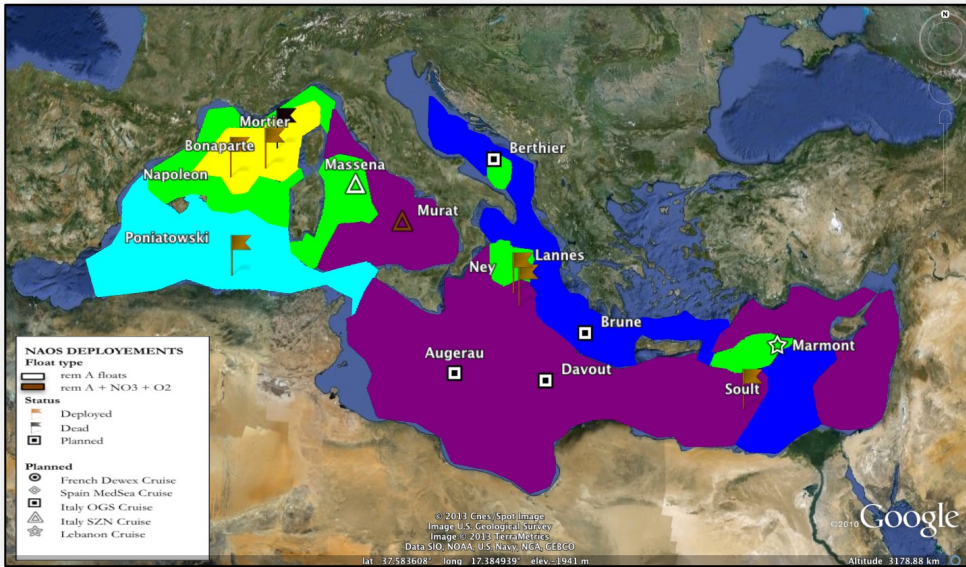 N
Mortier
Bonaparte
Napoleon
Massena
Berthier
Poniatowski
Murat
Ney
Lannes
Brune
Marmont
Augerau
Davout
Soult
NAOS DEPLOYEMENTS
Float type
rem A floats
rem A + NO3 + O2
Status
Deployed
Dead
Planned
Planned
French Dewex Cruise
Spain MedSea Cruise
Italy OGS Cruise
Italy SZN Cruise
Lebanon Cruise
© 2013 Cnes/Spot Image
Image U.S. Geological Survey
Image © 2013 TerraMetrics
Data SIO, NOAA, U.S. Navy, NGA, GEBCO
©2010 Google
lat 37.583608° long 17.384939° elev. -1941 m
Altitude 3178.88 km